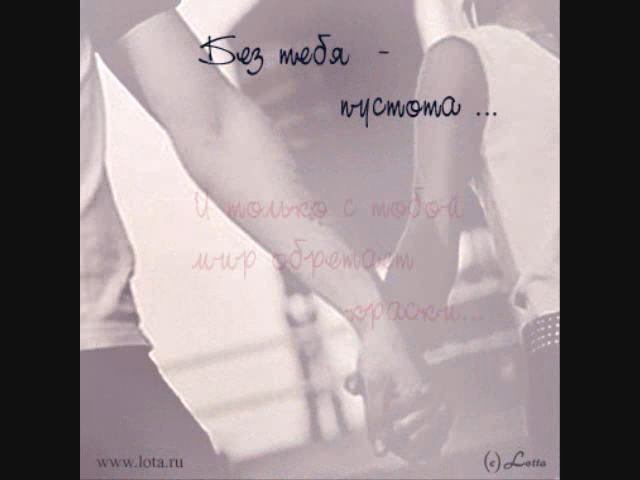 Без тебя -
пустота ...
И только с тобой
мир обретает
краски...
www.lota.ru
(c) Lotta